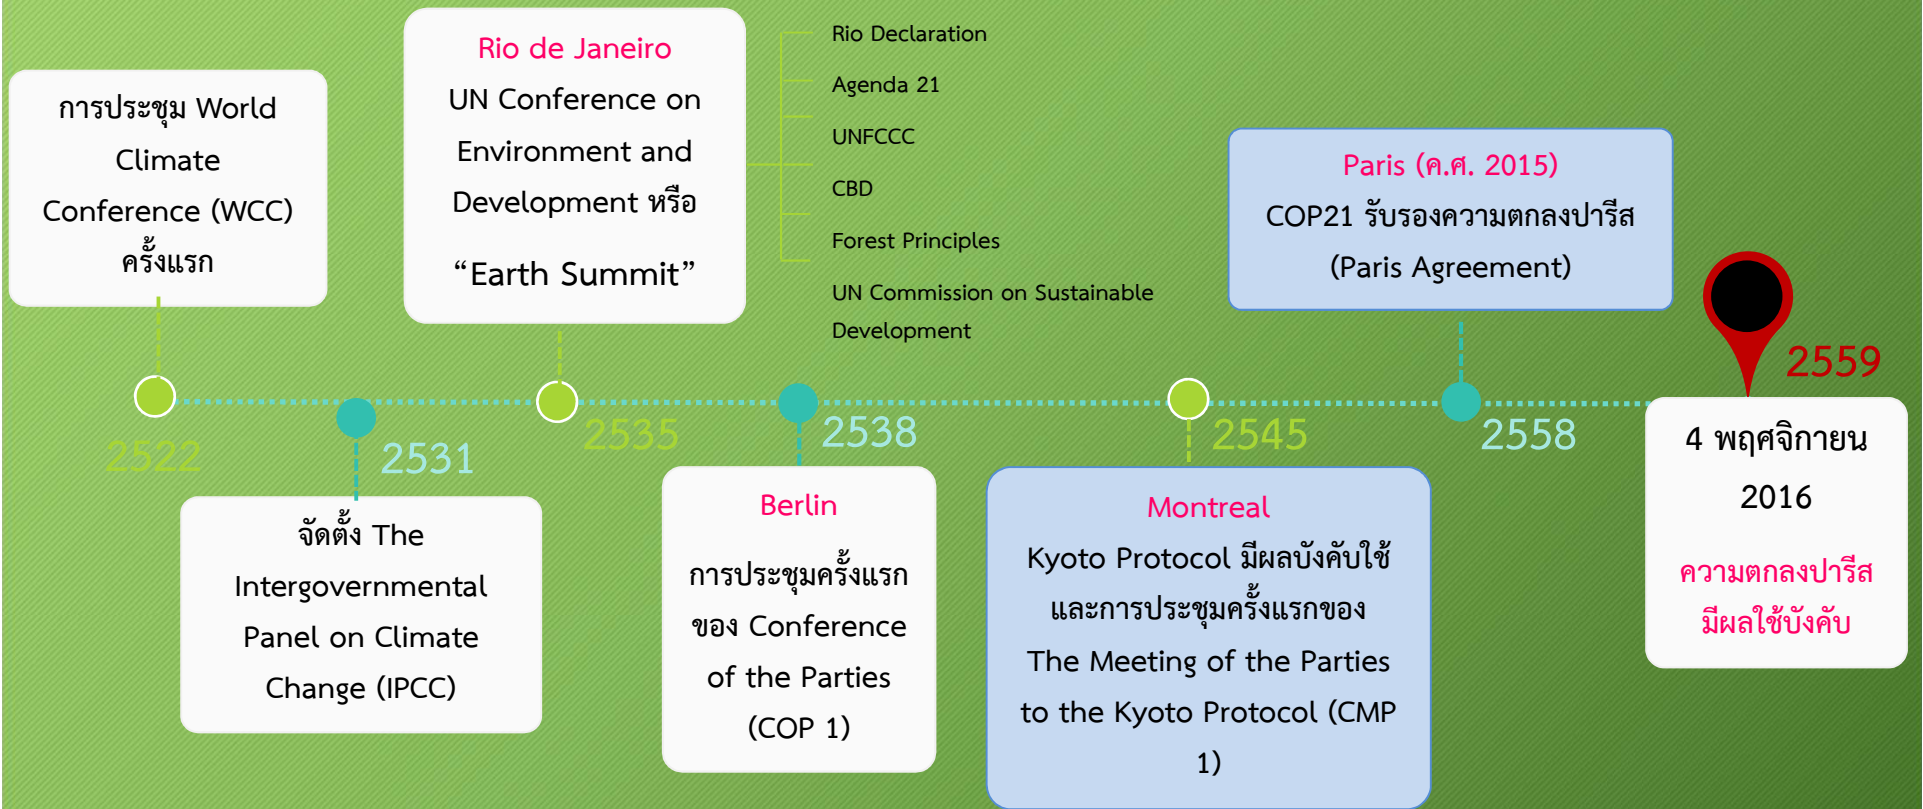 การประชุม World
Climate
Conference (WCC)
ครั้งแรก
2522
2531
จัดตั้ง The
Intergovernmental
Panel on Climate
Change (IPCC)
Rio de Janeiro
UN Conference on
Environment and
Development หรือ
“Earth Summit”
Rio Declaration
Agenda 21
UNFCCC
CBD
Forest Principles
UN Commission on Sustainable
Development
2535
2538
Berlin
การประชุมครั้งแรก
ของ Conference
of the Parties
(COP 1)
2545
Montreal
Kyoto Protocol มีผลบังคับใช้
และการประชุมครั้งแรกของ
The Meeting of the Parties
to the Kyoto Protocol (CMP
1)
Paris (ค.ศ. 2015)
COP21 รับรองความตกลงปารีส
(Paris Agreement)
2558
2559
4 พฤศจิกายน
2016
ความตกลงปารีส
มีผลใช้บังคับ